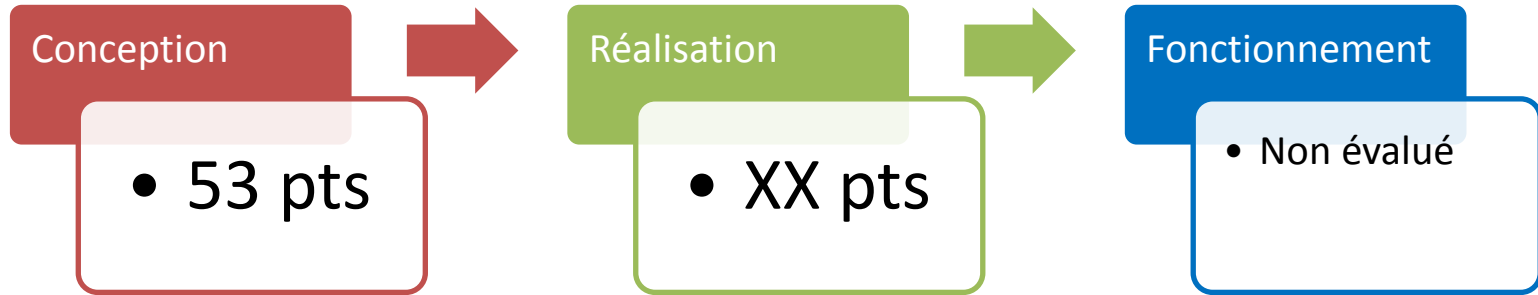 Conception
• 53 pts
Réalisation
• XX pts
Fonctionnement
• Non évalué